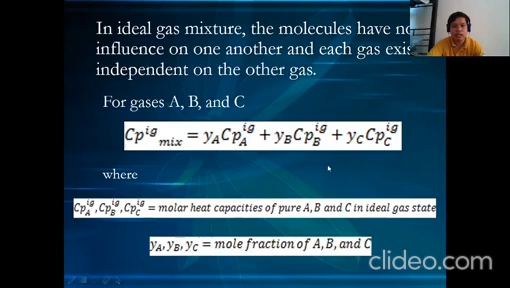 In ideal gas mixture, the molecules have no
influence on one another and each gas exis
independent on the other gas.
For gases A, B, and C
Cp^{ig}_{mix} = y_A Cp_A^{ig} + y_B Cp_B^{ig} + y_C Cp_C^{ig}
where
Cp_A^{ig}, Cp_B^{ig}, Cp_C^{ig} = molar heat capacities of pure A, B and C in ideal gas state
y_A, y_B, y_C = mole fraction of A, B, and C
clideo.com